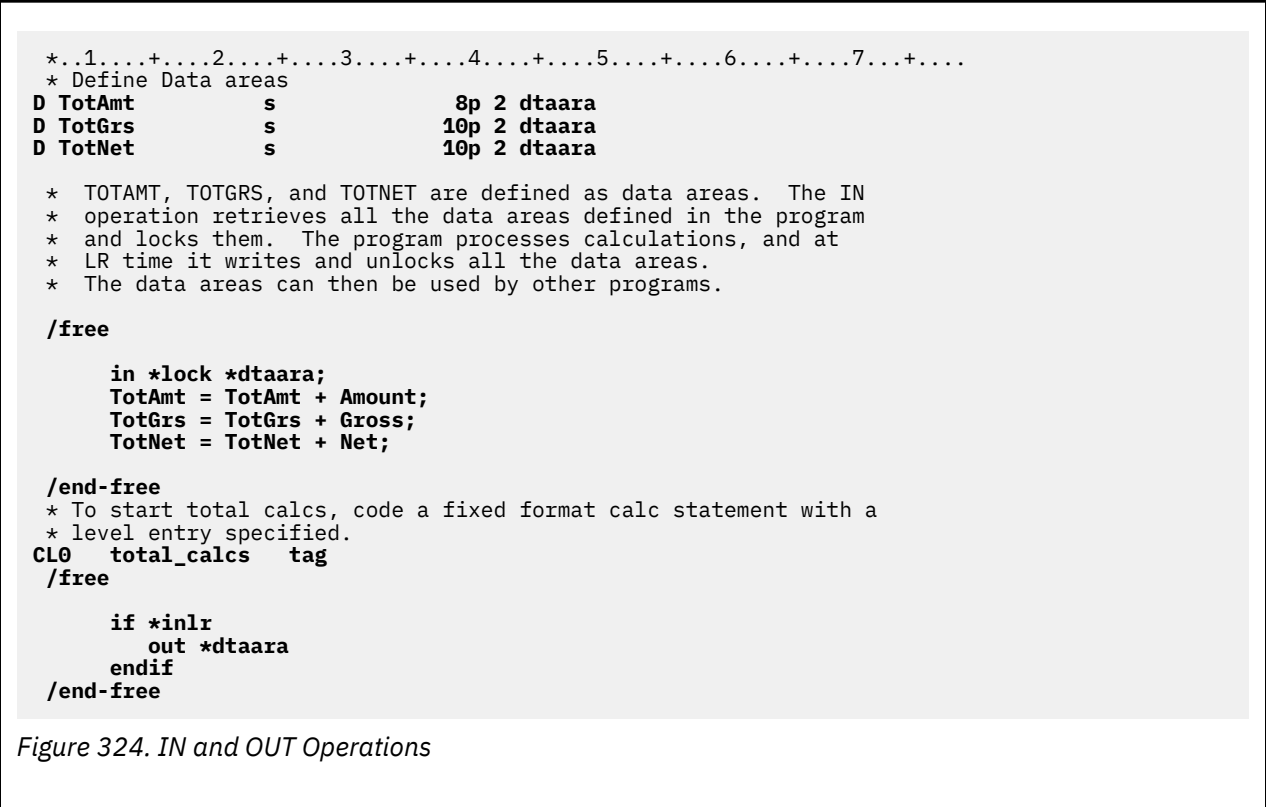 *..1....+....2....+....3....+....4....+....5....+....6....+....7...+....
* Define Data areas
D TotAmt          s              8p 2 dtaara
D TotGrs          s             10p 2 dtaara
D TotNet          s             10p 2 dtaara
*  TOTAMT, TOTGRS, and TOTNET are defined as data areas.  The IN
*  operation retrieves all the data areas defined in the program
*  and locks them.  The program processes calculations, and at
*  LR time it writes and unlocks all the data areas.
*  The data areas can then be used by other programs.
/free
in *lock *dtaara;
TotAmt = TotAmt + Amount;
TotGrs = TotGrs + Gross;
TotNet = TotNet + Net;
/end-free
* To start total calcs, code a fixed format calc statement with a
* level entry specified.
CL0   total_calcs   tag
/free
if *inlr
out *dtaara
endif
/end-free
Figure 324. IN and OUT Operations